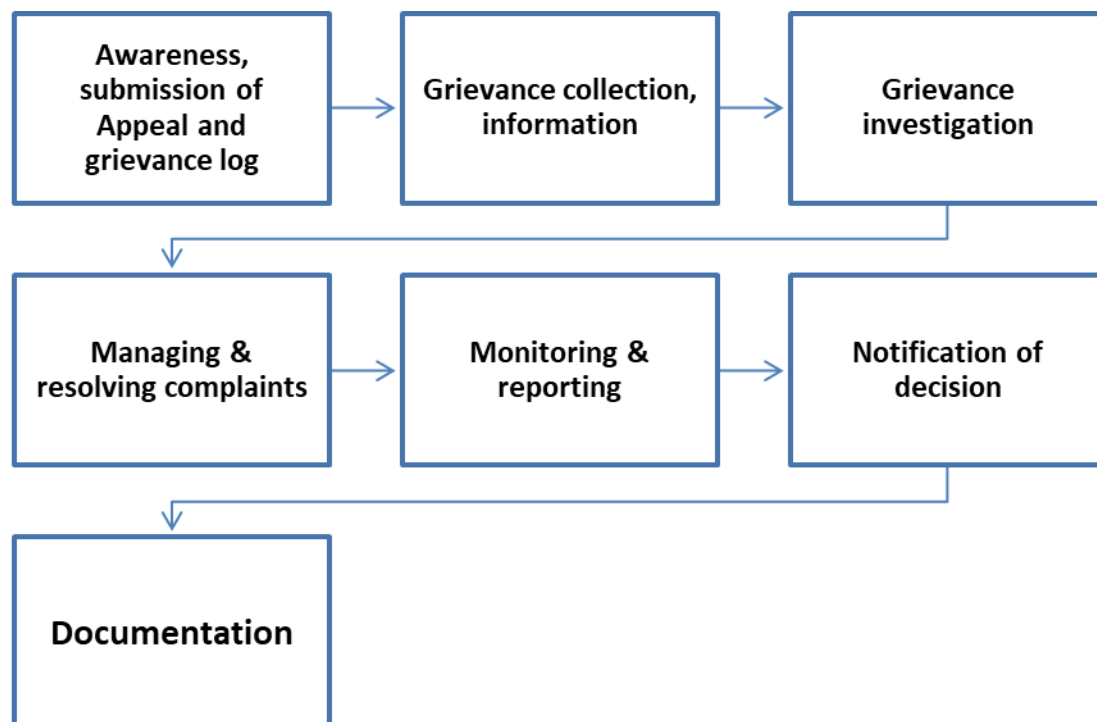 Awareness,
submission of
Appeal and
grievance log
Grievance collection,
information
Grievance
investigation
Managing &
resolving complaints
Monitoring &
reporting
Notification of
decision
Documentation